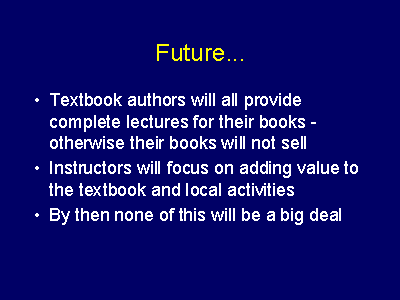 Future...
• Textbook authors will all provide
complete lectures for their books -
otherwise their books will not sell
• Instructors will focus on adding value to
the textbook and local activities
• By then none of this will be a big deal